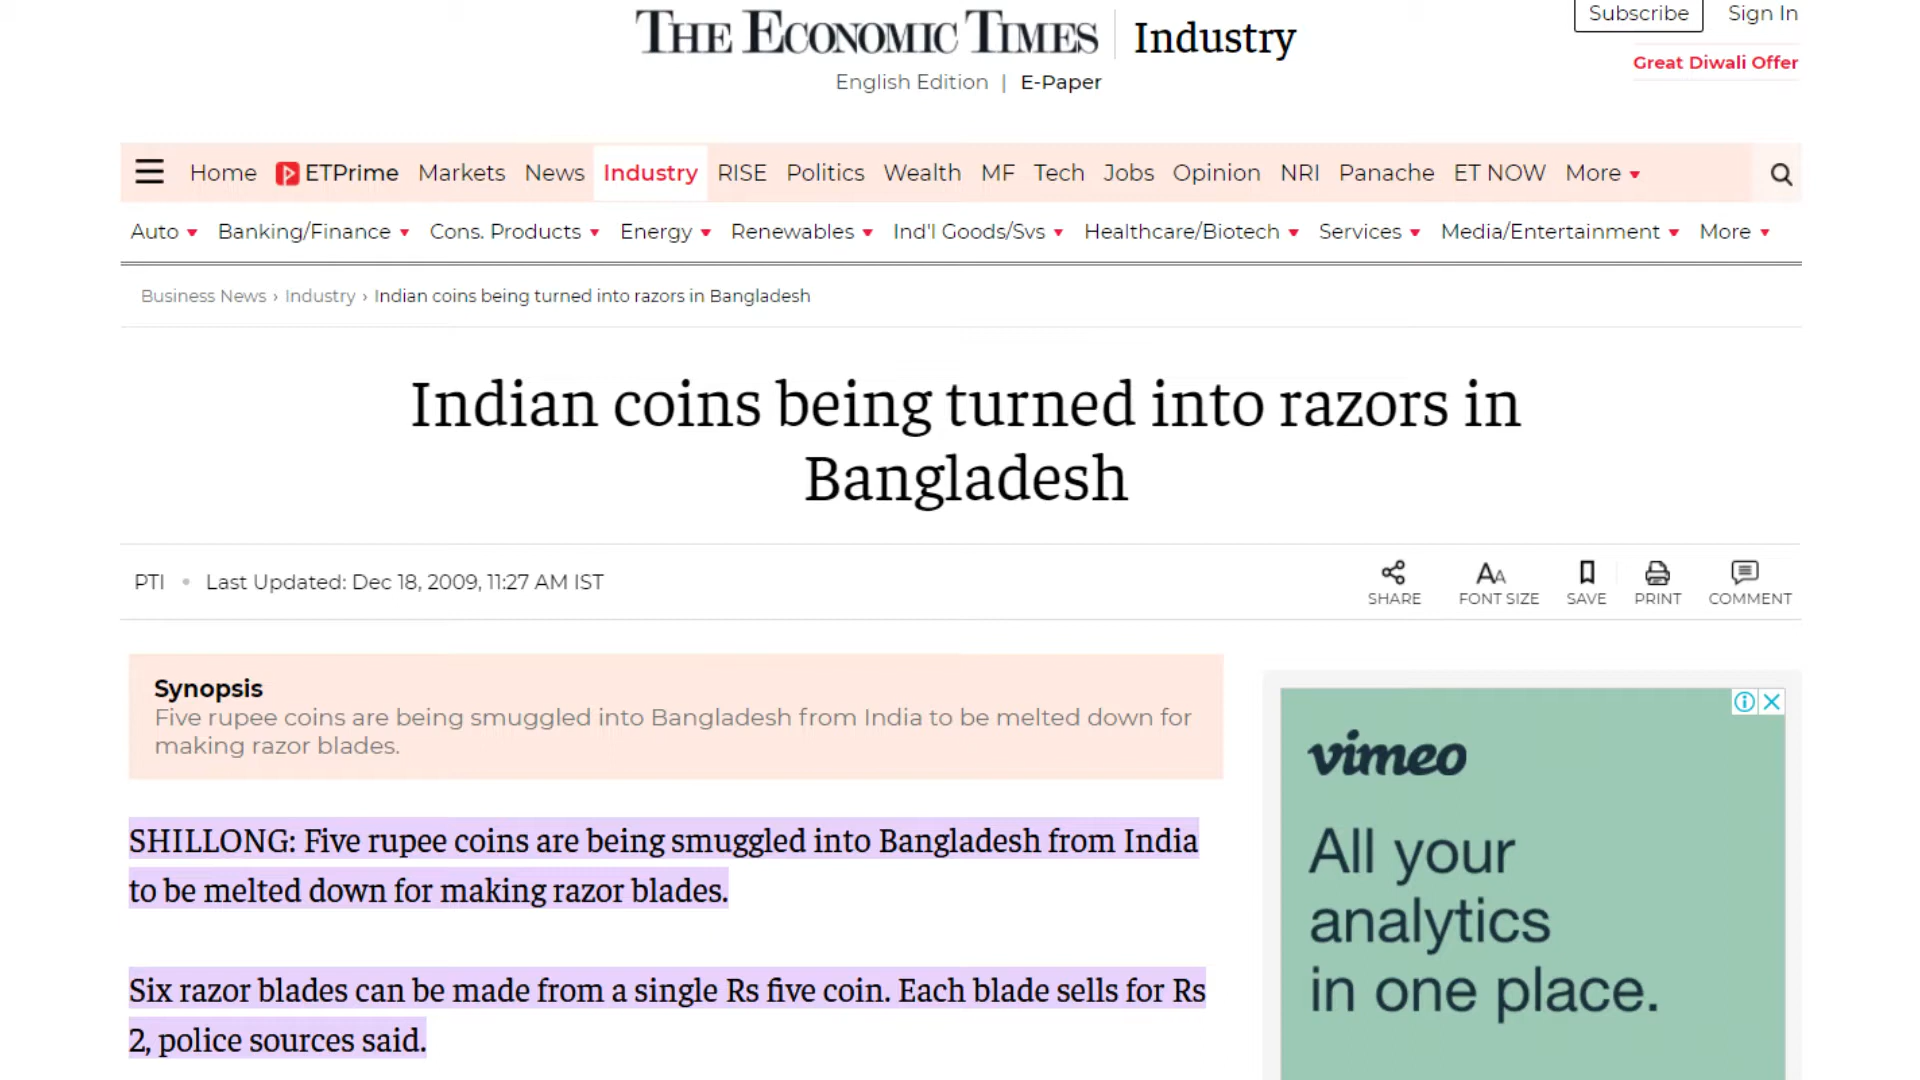 THE ECONOMIC TIMES | Industry
Subscribe Sign In
English Edition | E-Paper
Great Diwali Offer
Home ETPrime Markets News Industry RISE Politics Wealth MF Tech Jobs Opinion NRI Panache ET NOW More
Auto Banking/Finance Cons. Products Energy Renewables Ind'l Goods/Svs Healthcare/Biotech Services Media/Entertainment More
Business News › Industry › Indian coins being turned into razors in Bangladesh
Indian coins being turned into razors in
Bangladesh
PTI • Last Updated: Dec 18, 2009, 11:27 AM IST
SHARE FONT SIZE SAVE PRINT COMMENT
Synopsis
Five rupee coins are being smuggled into Bangladesh from India to be melted down for
making razor blades.
SHILLONG: Five rupee coins are being smuggled into Bangladesh from India
to be melted down for making razor blades.
Six razor blades can be made from a single Rs five coin. Each blade sells for Rs
2, police sources said.
vimeo
All your
analytics
in one place.